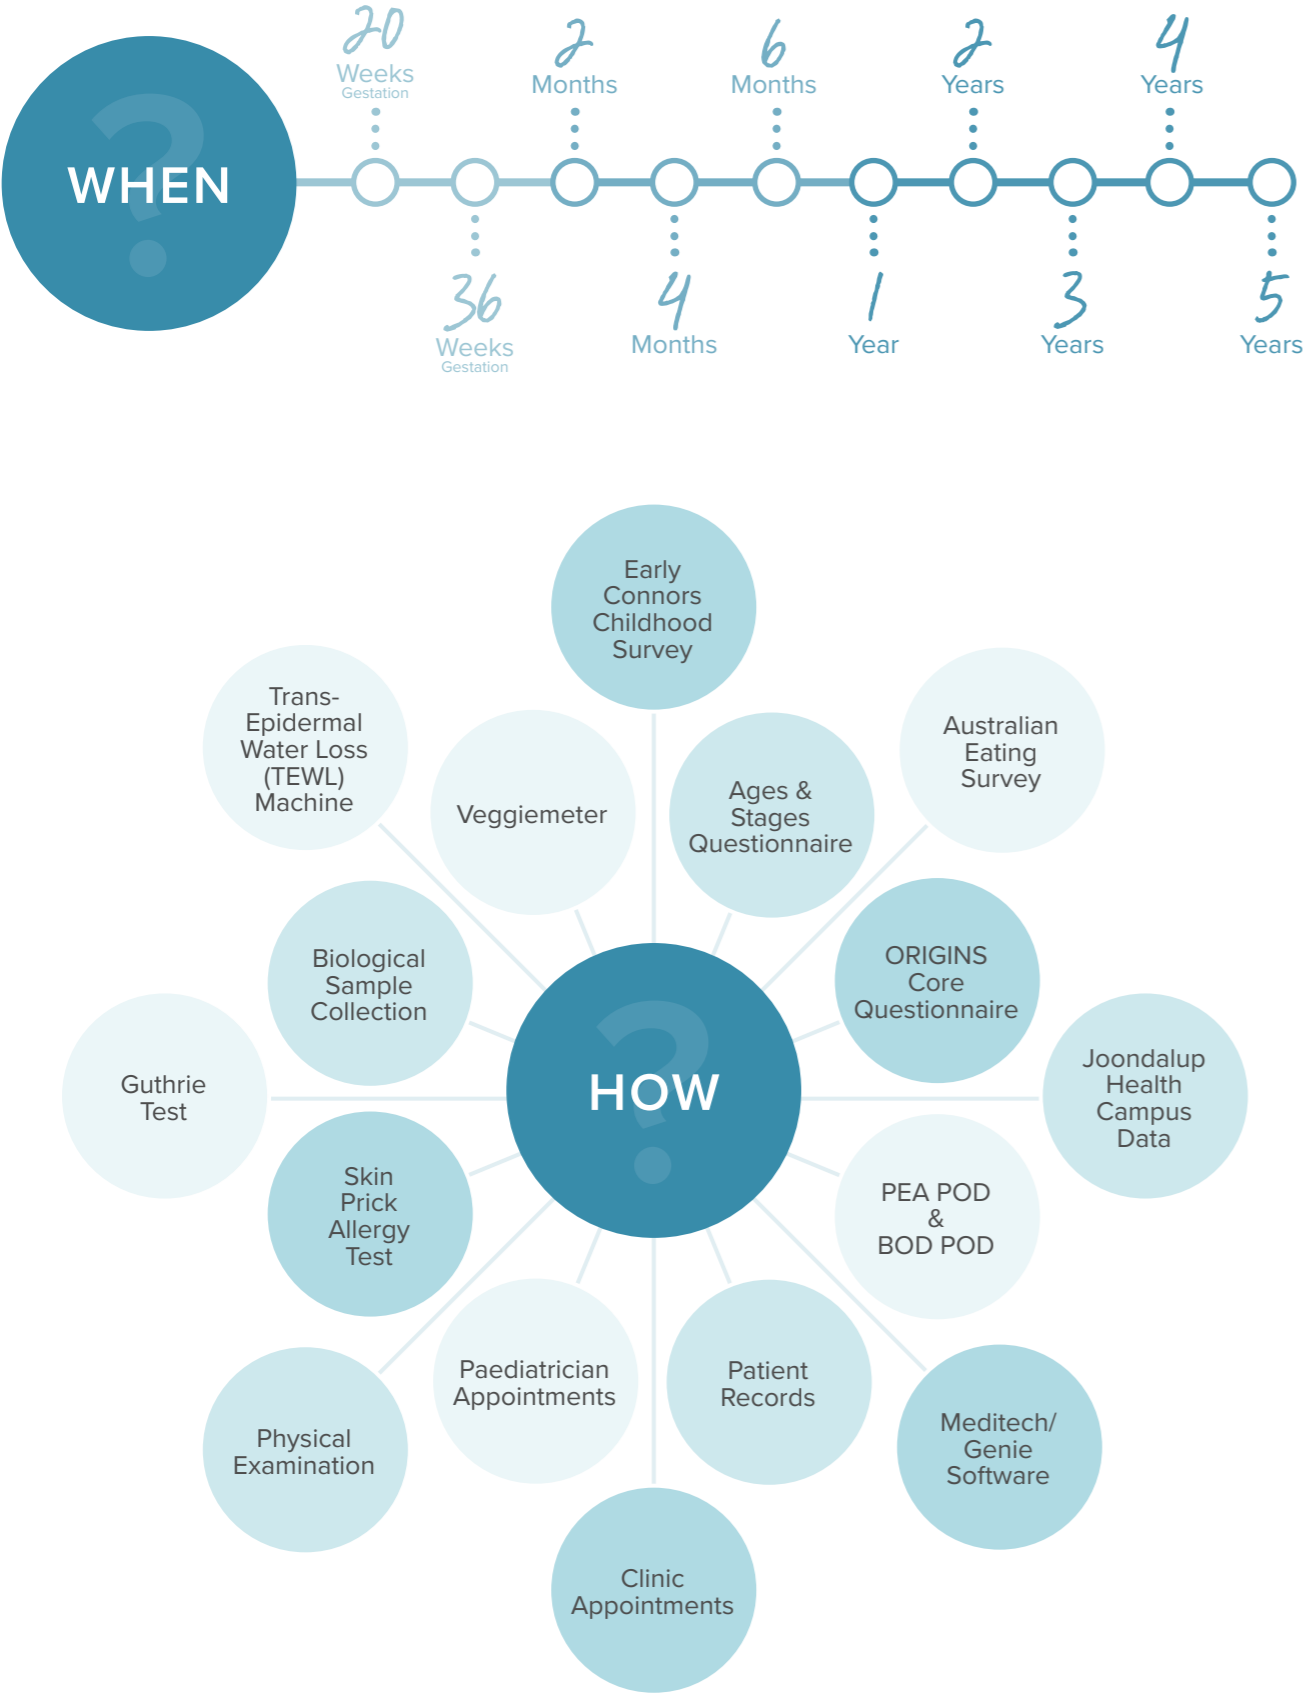 ?
WHEN
20
Weeks
Gestation
36
Weeks
Gestation
2
Months
4
Months
6
Months
1
Year
2
Years
3
Years
4
Years
5
Years
Early
Connors
Childhood
Survey
Trans-
Epidermal
Water Loss
(TEWL)
Machine
Veggiemeter
Ages &
Stages
Questionnaire
Australian
Eating
Survey
Biological
Sample
Collection
ORIGINS
Core
Questionnaire
Guthrie
Test
?
HOW
Joondalup
Health
Campus
Data
Skin
Prick
Allergy
Test
PEA POD
&
BOD POD
Physical
Examination
Paediatrician
Appointments
Patient
Records
Meditech/
Genie
Software
Clinic
Appointments